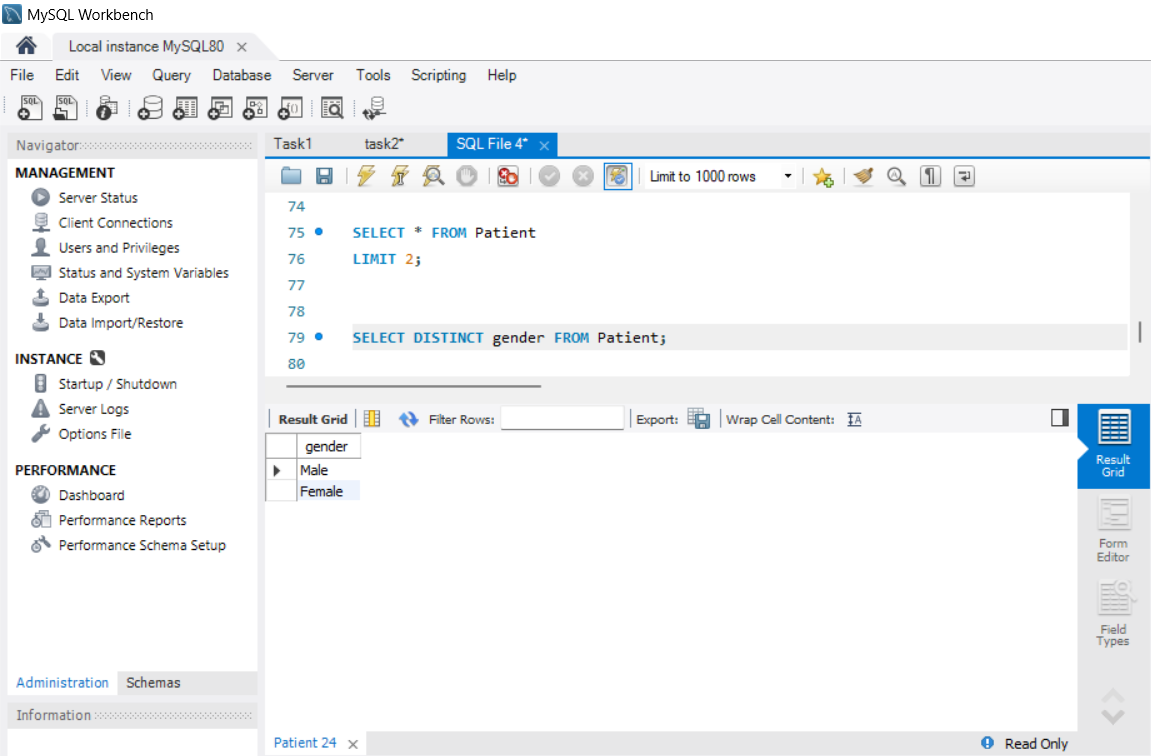 MySQL Workbench
Local instance MySQL80
File Edit View Query Database Server Tools Scripting Help
SQL SQL
Navigator
MANAGEMENT
Server Status
Client Connections
Users and Privileges
Status and System Variables
Data Export
Data Import/Restore
INSTANCE
Startup / Shutdown
Server Logs
Options File
PERFORMANCE
Dashboard
Performance Reports
Performance Schema Setup
Administration Schemas
Information
Task1 task2* SQL File 4*
Limit to 1000 rows
74
75 SELECT * FROM Patient
76 LIMIT 2;
77
78
79 SELECT DISTINCT gender FROM Patient;
80
Result Grid Filter Rows: Export: Wrap Cell Content:
gender
Male
Female
Result
Grid
Form
Editor
Field
Types
Patient 24
Read Only